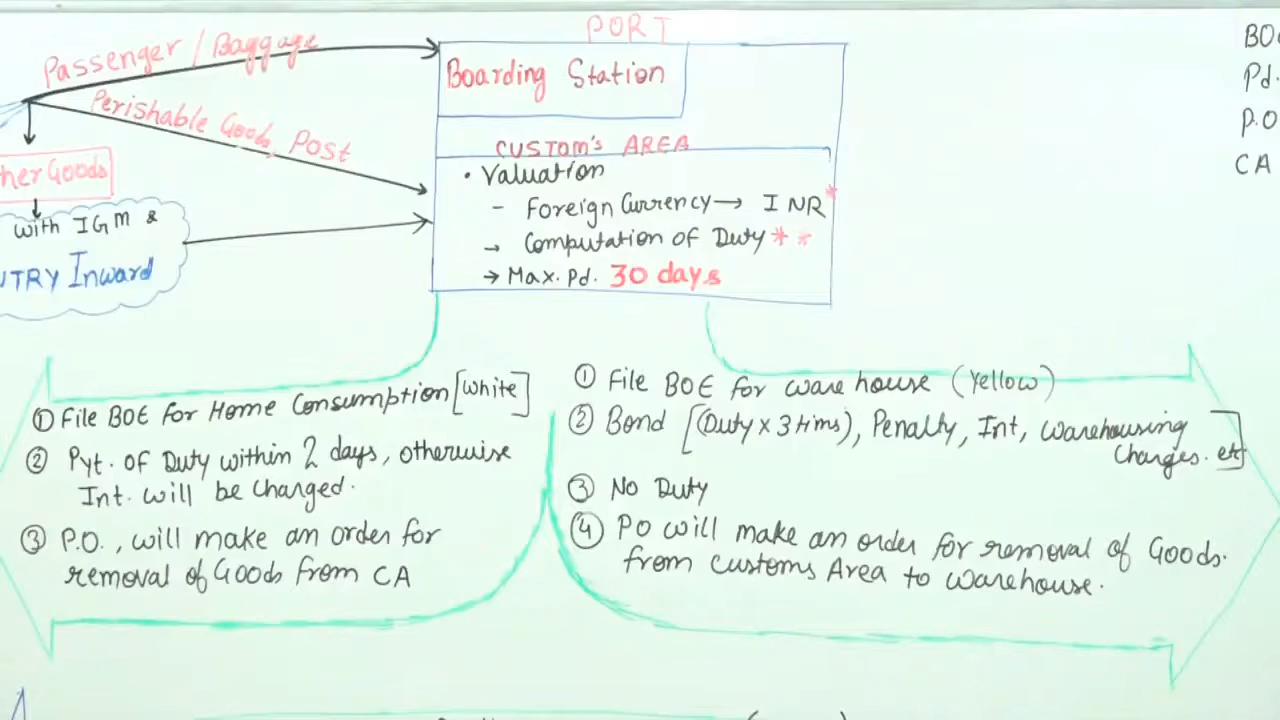 PORT
Passenger / Baggage
Boarding Station
Perishable Goods, Post
CUSTOM'S AREA
• Valuation
- Foreign Currency → INR *
→ Computation of Duty * *
→ Max. Pd. 30 days
herGoods
with IGM &
NTRY Inward
BO
Pd.
P.O
CA
① File BOE for Home Consumption [White]
② Pyt. of Duty within 2 days, otherwise
Int. will be charged.
③ P.O., will make an order for
removal of Goods from CA
① File BOE for ware house (Yellow)
② Bond [(Duty x 3 tims), Penalty, Int, warehousing
Charges. etc]
③ No Duty
④ PO will make an order for removal of Goods.
from Customs Area to warehouse.